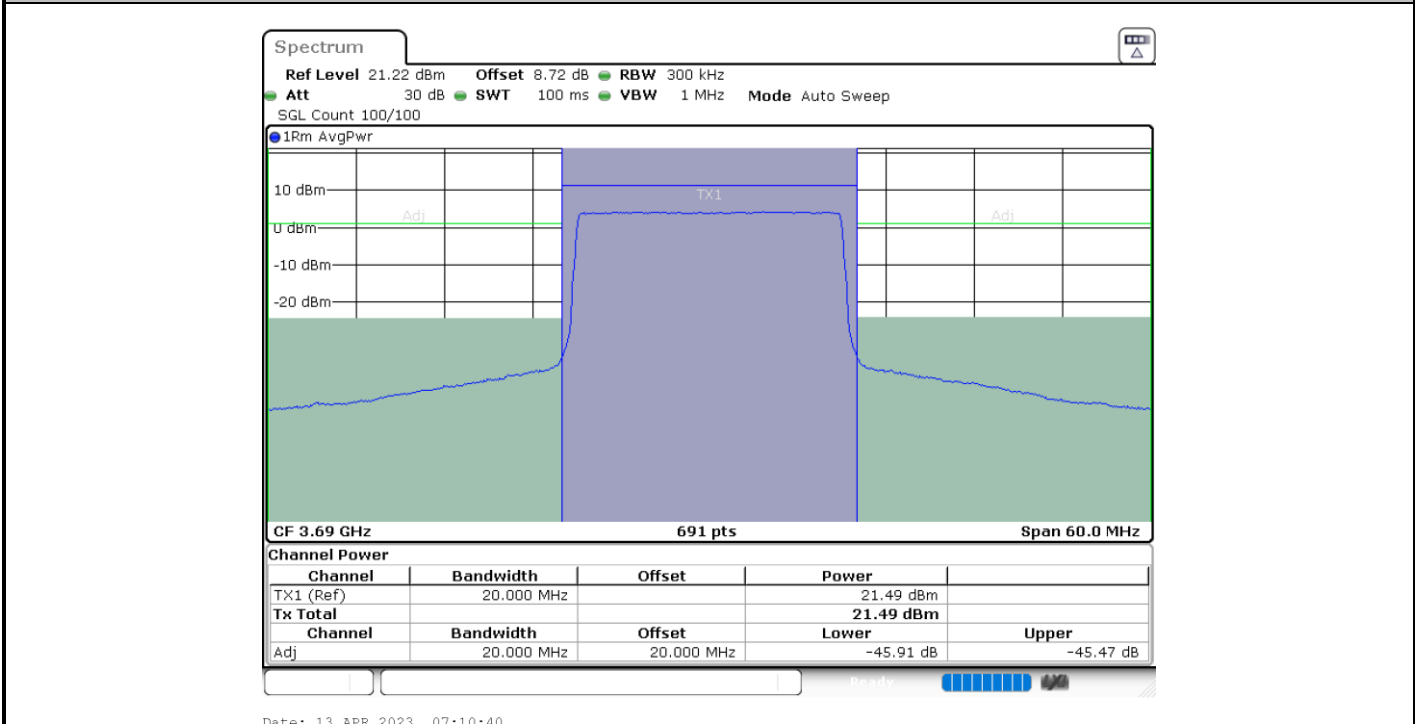 Spectrum
Ref Level 21.22 dBm Offset 8.72 dB RBW 300 kHz
Att 30 dB SWT 100 ms VBW 1 MHz Mode Auto Sweep
SGL Count 100/100
1Rm AvgPwr
10 dBm
TX1
Adj Adj
0 dBm
-10 dBm
-20 dBm
CF 3.69 GHz 691 pts Span 60.0 MHz
Channel Power
Channel Bandwidth Offset Power
TX1 (Ref) 20.000 MHz 21.49 dBm
Tx Total 21.49 dBm
Channel Bandwidth Offset Lower Upper
Adj 20.000 MHz 20.000 MHz -45.91 dB -45.47 dB
Ready
Date: 13.APR.2023 07:10:40